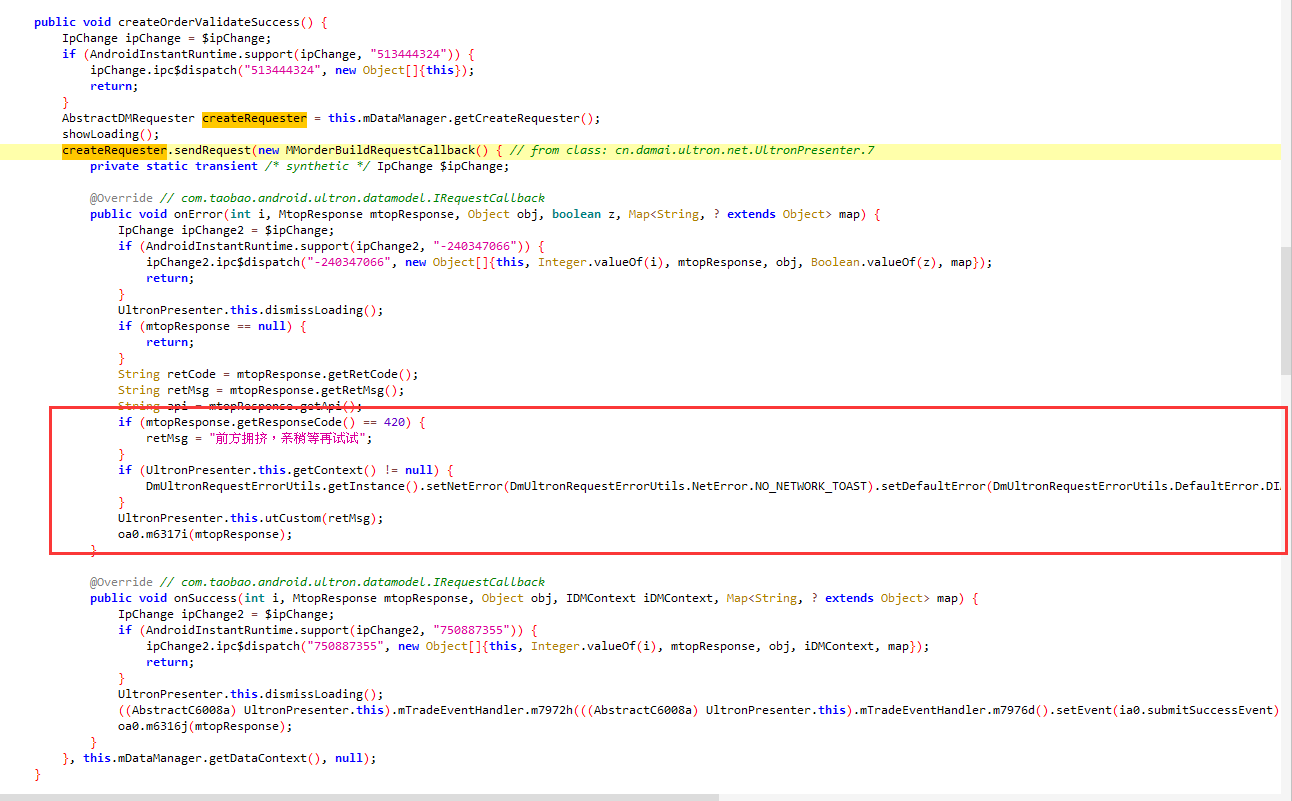 public void createOrderValidateSuccess() {
IpChange ipChange = $ipChange;
if (AndroidInstantRuntime.support(ipChange, "513444324")) {
ipChange.ipc$dispatch("513444324", new Object[]{this});
return;
}
AbstractDMRequester createRequester = this.mDataManager.getCreateRequester();
showLoading();
createRequester.sendRequest(new MMorderBuildRequestCallback() { // from class: cn.damai.ultron.net.UltronPresenter.7
private static transient /* synthetic */ IpChange $ipChange;
@Override // com.taobao.android.ultron.datamodel.IRequestCallback
public void onError(int i, MtopResponse mtopResponse, Object obj, boolean z, Map<String, ? extends Object> map) {
IpChange ipChange2 = $ipChange;
if (AndroidInstantRuntime.support(ipChange2, "-240347066")) {
ipChange2.ipc$dispatch("-240347066", new Object[]{this, Integer.valueOf(i), mtopResponse, obj, Boolean.valueOf(z), map});
return;
}
UltronPresenter.this.dismissLoading();
if (mtopResponse == null) {
return;
}
String retCode = mtopResponse.getRetCode();
String retMsg = mtopResponse.getRetMsg();
String api = mtopResponse.getApi();
if (mtopResponse.getResponseCode() == 420) {
retMsg = "前方拥挤，亲稍等再试试";
}
if (UltronPresenter.this.getContext() != null) {
DmUltronRequestErrorUtils.getInstance().setNetError(DmUltronRequestErrorUtils.NetError.NO_NETWORK_TOAST).setDefaultError(DmUltronRequestErrorUtils.DefaultError.DI
}
UltronPresenter.this.utCustom(retMsg);
oa0.m6317i(mtopResponse);
}
@Override // com.taobao.android.ultron.datamodel.IRequestCallback
public void onSuccess(int i, MtopResponse mtopResponse, Object obj, IDMContext iDMContext, Map<String, ? extends Object> map) {
IpChange ipChange2 = $ipChange;
if (AndroidInstantRuntime.support(ipChange2, "750887355")) {
ipChange2.ipc$dispatch("750887355", new Object[]{this, Integer.valueOf(i), mtopResponse, obj, iDMContext, map});
return;
}
UltronPresenter.this.dismissLoading();
((AbstractC6008a) UltronPresenter.this).mTradeEventHandler.m7972h(((AbstractC6008a) UltronPresenter.this).mTradeEventHandler.m7976d().setEvent(ia0.submitSuccessEvent)
oa0.m6316j(mtopResponse);
}
}, this.mDataManager.getDataContext(), null);
}